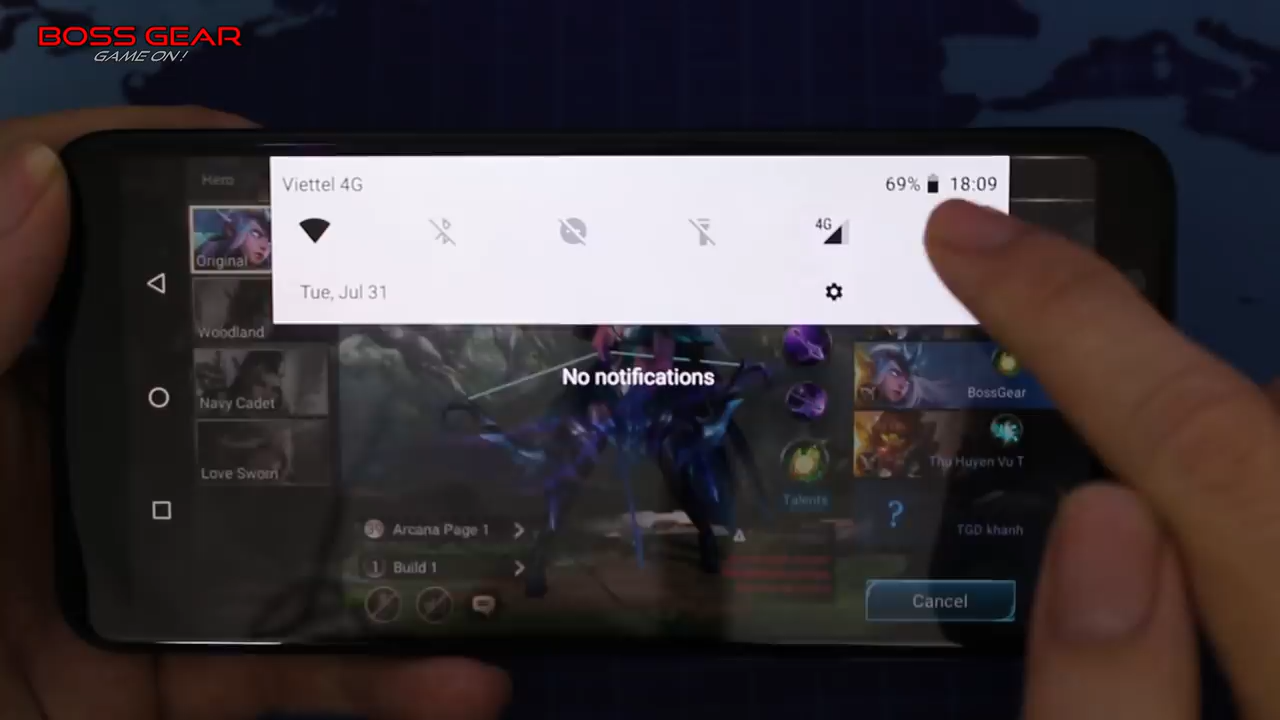 BOSS GEAR
GAME ON!
Hero
Viettel 4G
69%
18:09
4G
Original
Tue, Jul 31
Woodland
No notifications
BossGear
Navy Cadet
Thu Huyen Vu T
Love Sworn
Talents
?
Arcana Page 1
TGD khanh
1
Build 1
Cancel